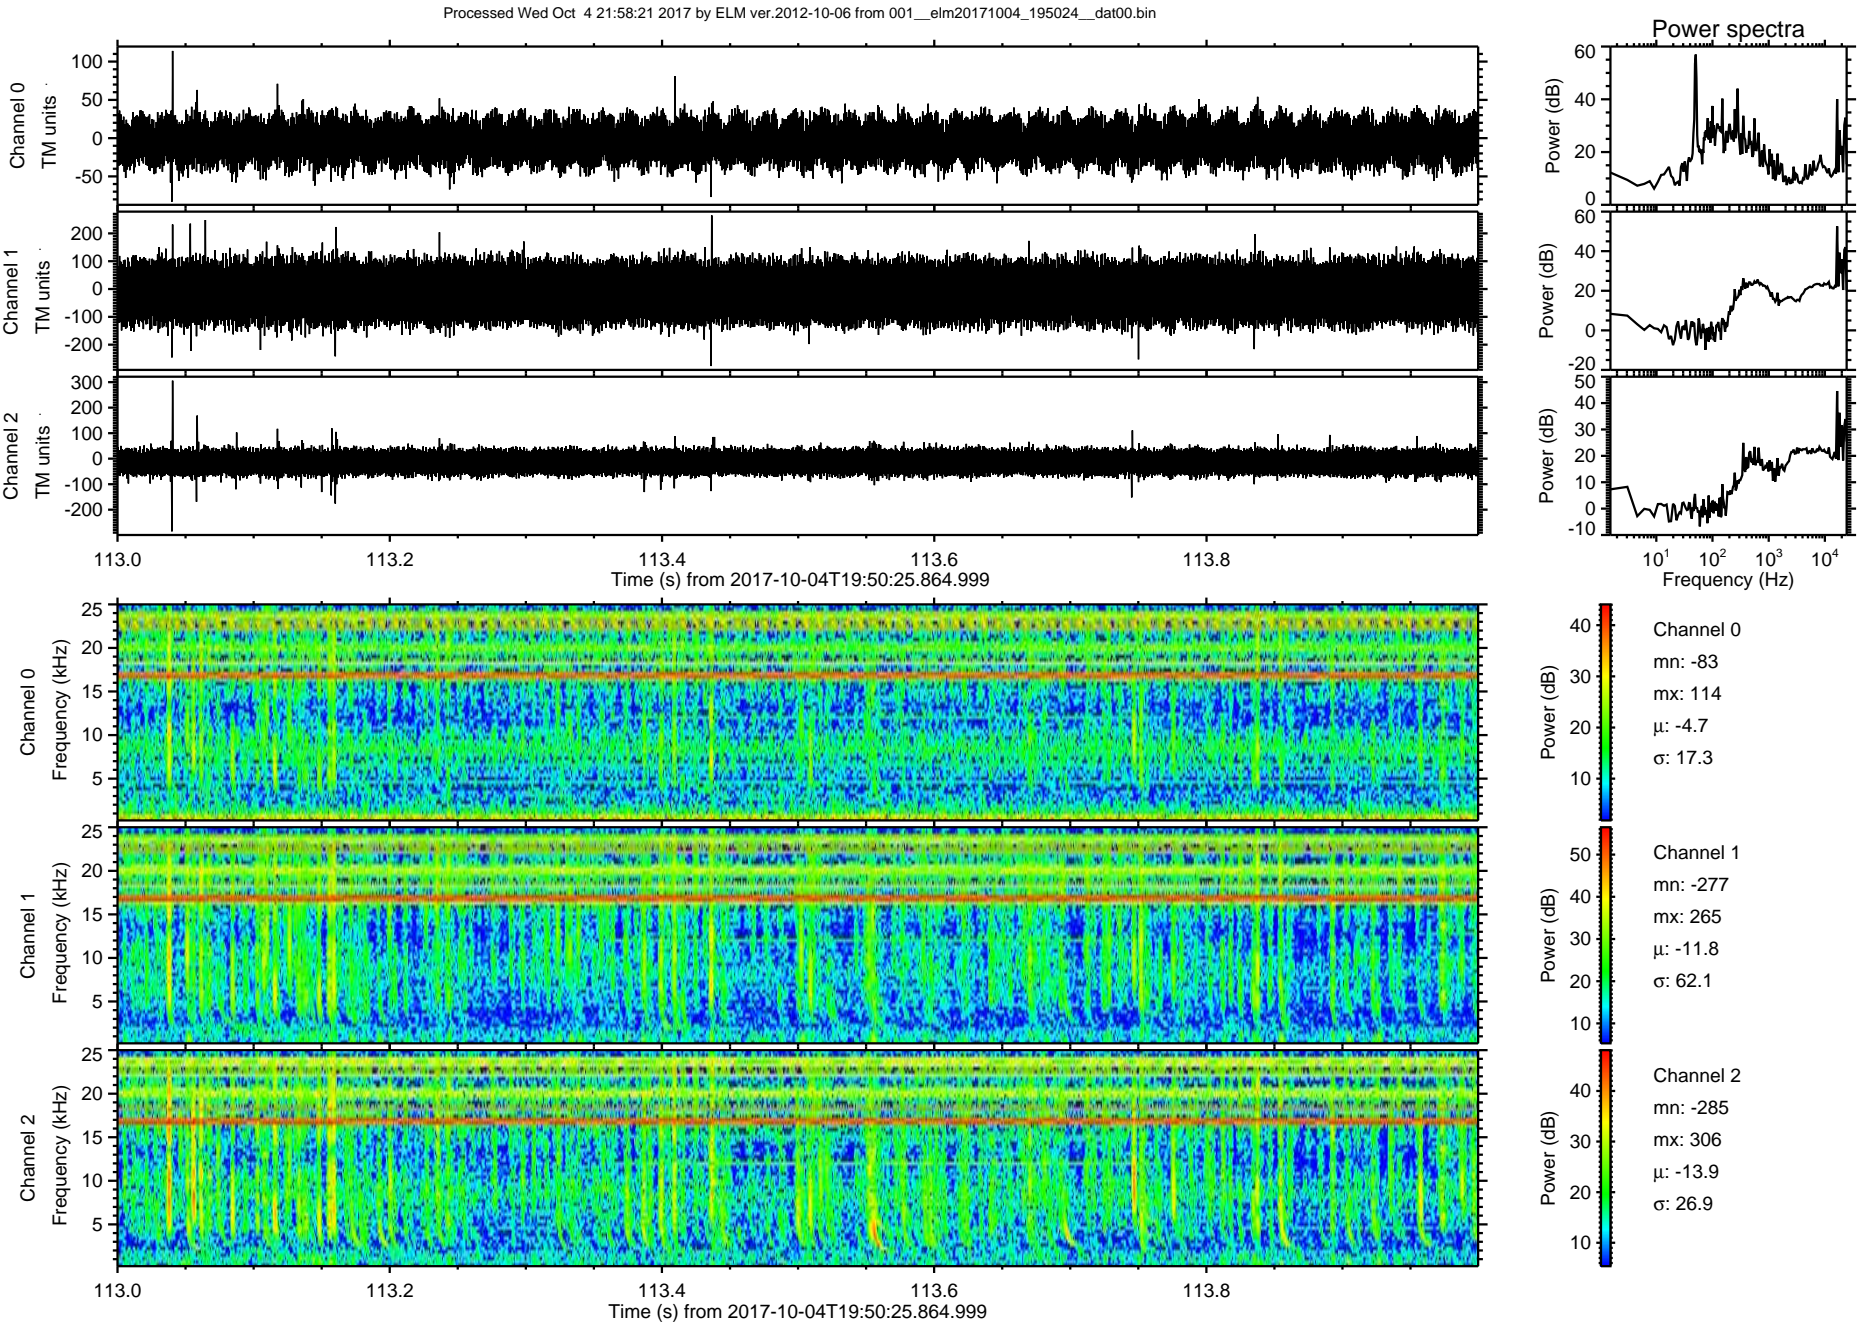 Processed Wed Oct  4 21:58:21 2017 by ELM ver.2012-10-06 from 001__elm20171004_195024__dat00.bin
Power spectra
Channel 0
TM units
100
50
0
-50
Power (dB)
60
40
20
0
Channel 1
TM units
200
100
0
-100
-200
Power (dB)
60
40
20
0
-20
Channel 2
TM units
300
200
100
0
-100
-200
Power (dB)
50
40
30
20
10
0
-10
113.0 113.2 113.4 113.6 113.8
Time (s) from 2017-10-04T19:50:25.864.999
10¹ 10² 10³ 10⁴
Frequency (Hz)
Channel 0
Frequency (kHz)
25
20
15
10
5
Power (dB)
40
30
20
10
Channel 0
mn: -83
mx: 114
μ: -4.7
σ: 17.3
Channel 1
Frequency (kHz)
25
20
15
10
5
Power (dB)
50
40
30
20
10
Channel 1
mn: -277
mx: 265
μ: -11.8
σ: 62.1
Channel 2
Frequency (kHz)
25
20
15
10
5
Power (dB)
40
30
20
10
Channel 2
mn: -285
mx: 306
μ: -13.9
σ: 26.9
113.0 113.2 113.4 113.6 113.8
Time (s) from 2017-10-04T19:50:25.864.999